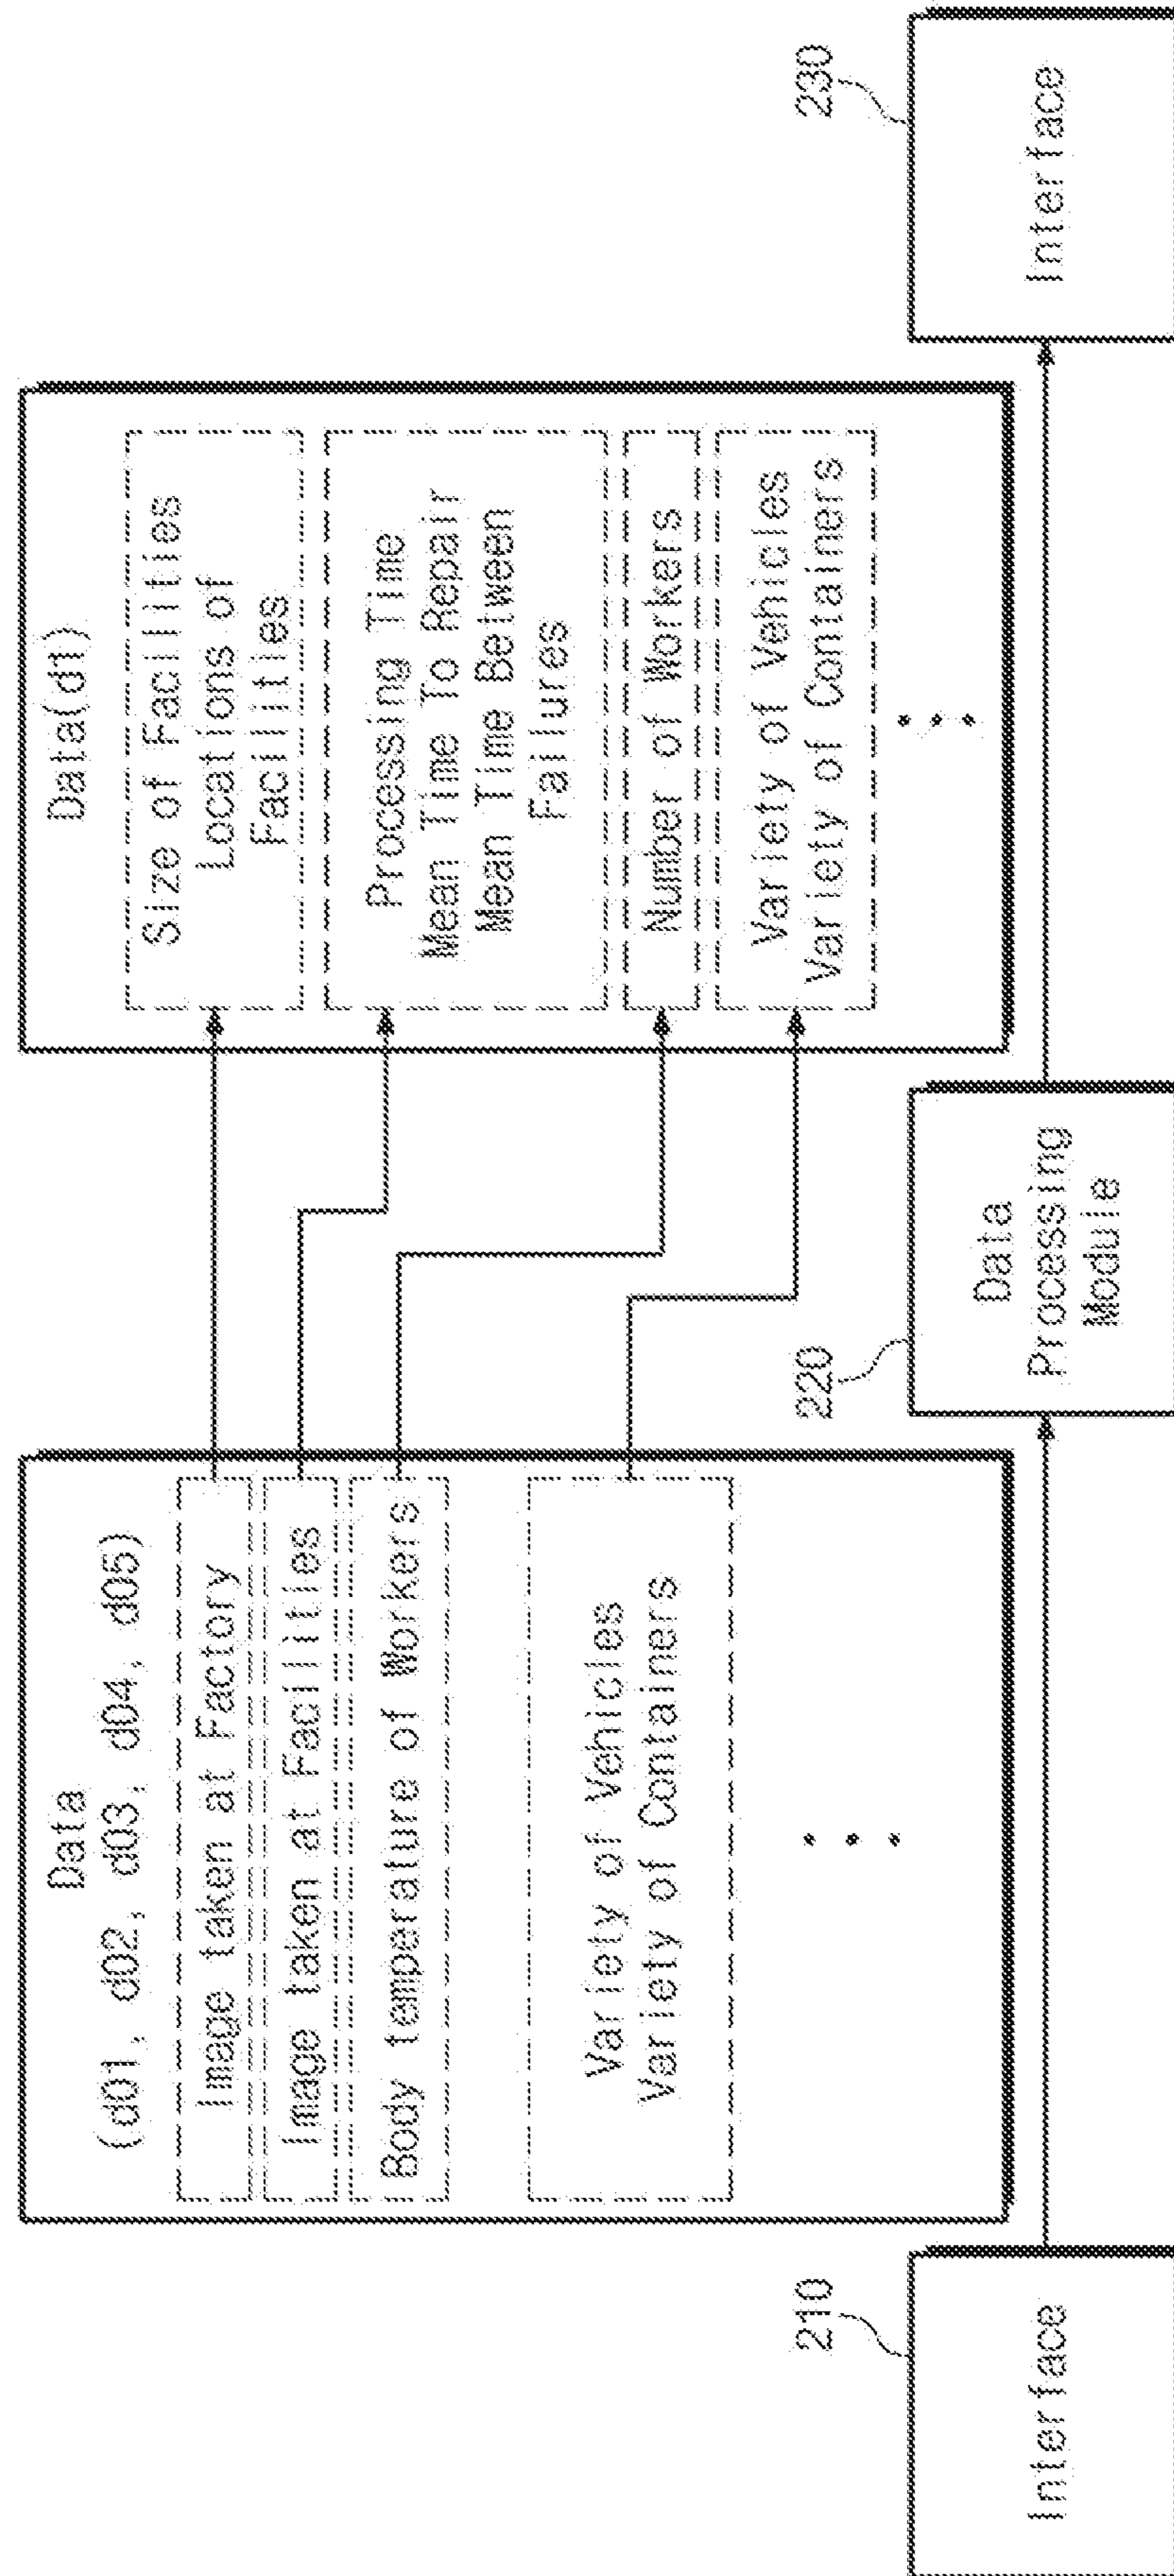 Data
(d01, d02, d03, d04, d05)
Image taken at Factory
Image taken at Facilities
Body temperature of Workers
Variety of Vehicles
Variety of Containers
Data(d1)
Size of Facilities
Locations of
Facilities
Processing Time
Mean Time To Repair
Mean Time Between
Failures
Number of Workers
Variety of Vehicles
Variety of Containers
210
Interface
220
Data
Processing
Module
230
Interface